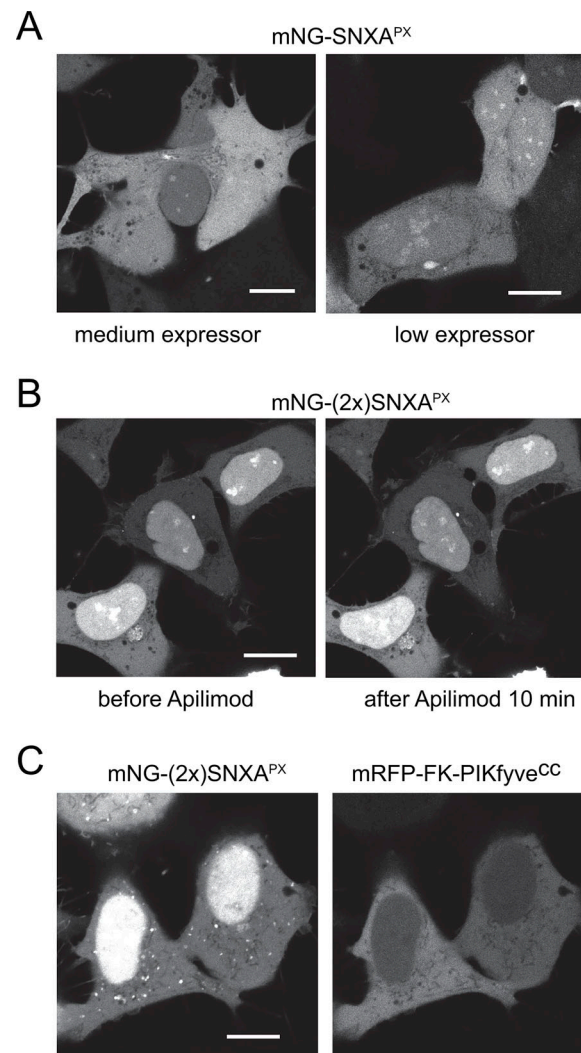 A
mNG-SNXAᴾˣ
medium expressor
low expressor
B
mNG-(2x)SNXAᴾˣ
before Apilimod
after Apilimod 10 min
C
mNG-(2x)SNXAᴾˣ
mRFP-FK-PIKfyveᶜᶜ